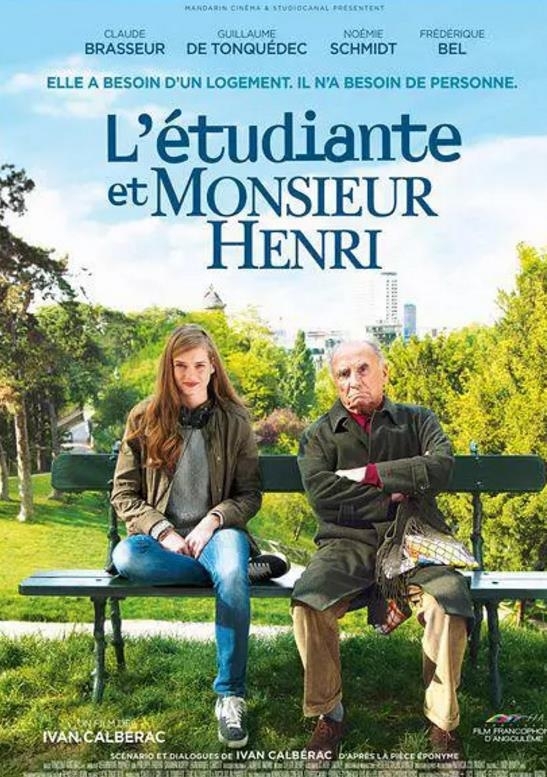 MANDARIN CINÉMA & STUDIOCANAL PRÉSENTENT
CLAUDE BRASSEUR
GUILLAUME DE TONQUÉDEC
NOÉMIE SCHMIDT
FRÉDÉRIQUE BEL
ELLE A BESOIN D'UN LOGEMENT. IL N'A BESOIN DE PERSONNE.
L'étudiante
et MONSIEUR
HENRI
UN FILM DE
IVAN CALBÉRAC
FILM FRANCOPHON
D'ANGOULÊME
SCÉNARIO ET DIALOGUES DE IVAN CALBÉRAC D'APRÈS LA PIÈCE ÉPONYME